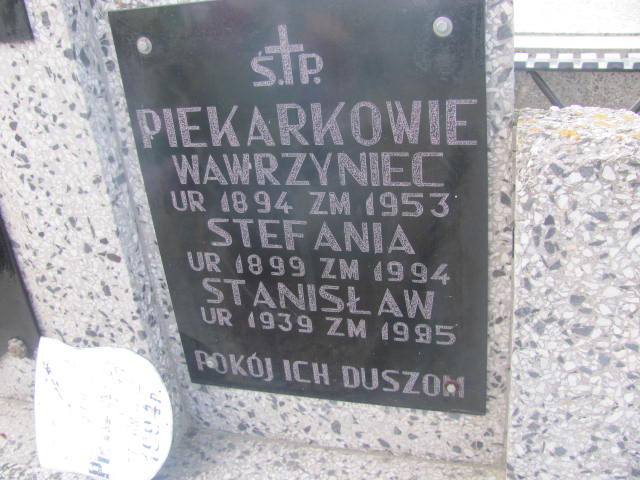 Ś.P.
PIEKARKOWIE
WAWRZYNIEC
UR 1894 ZM 1953
STEFANIA
UR 1899 ZM 1994
STANISŁAW
UR 1939 ZM 1995
POKÓJ ICH DUSZOM